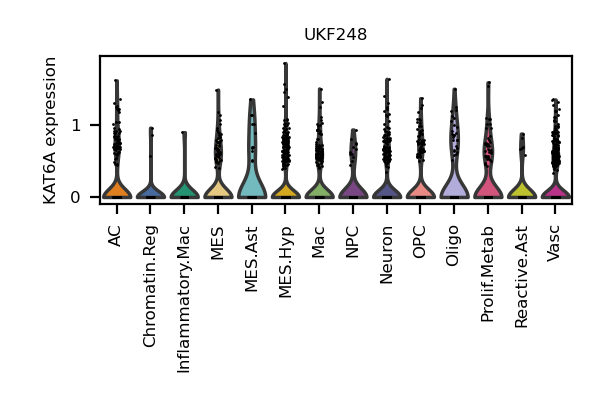 UKF248
KAT6A expression
1
0
AC
Chromatin.Reg
Inflammatory.Mac
MES
MES.Ast
MES.Hyp
Mac
NPC
Neuron
OPC
Oligo
Prolif.Metab
Reactive.Ast
Vasc